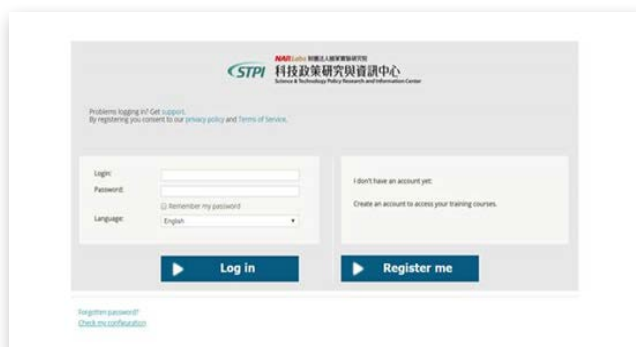 NARLabs 財團法人國家實驗研究院
STPI 科技政策研究與資訊中心
Science & Technology Policy Research and Information Center
Problems logging in? Get support.
By registering you consent to our privacy policy and Terms of Service.
Login:
Password:
Remember my password
Language:
English
Log in
I don't have an account yet:
Create an account to access your training courses.
Register me
Forgotten password?
Check my configuration